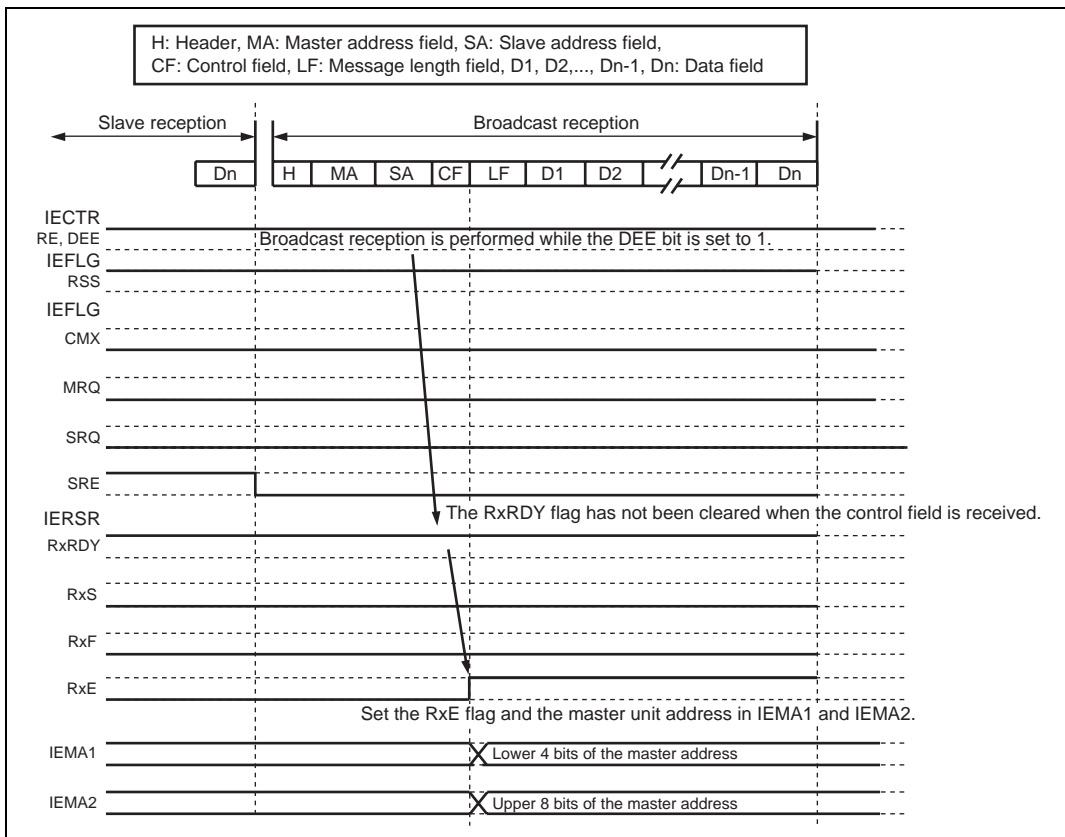 H: Header, MA: Master address field, SA: Slave address field,
CF: Control field, LF: Message length field, D1, D2,..., Dn-1, Dn: Data field
Slave reception
Broadcast reception
Dn H MA SA CF LF D1 D2 Dn-1 Dn
IECTR
RE, DEE
Broadcast reception is performed while the DEE bit is set to 1.
IEFLG
RSS
IEFLG
CMX
MRQ
SRQ
SRE
The RxRDY flag has not been cleared when the control field is received.
IERSR
RxRDY
RxS
RxF
RxE
Set the RxE flag and the master unit address in IEMA1 and IEMA2.
IEMA1
Lower 4 bits of the master address
IEMA2
Upper 8 bits of the master address